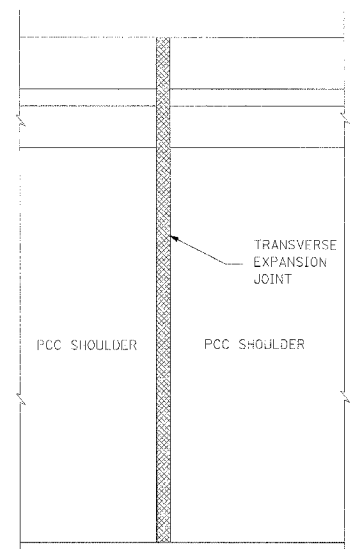 TRANSVERSE
EXPANSION
JOINT
PCC SHOULDER
PCC SHOULDER